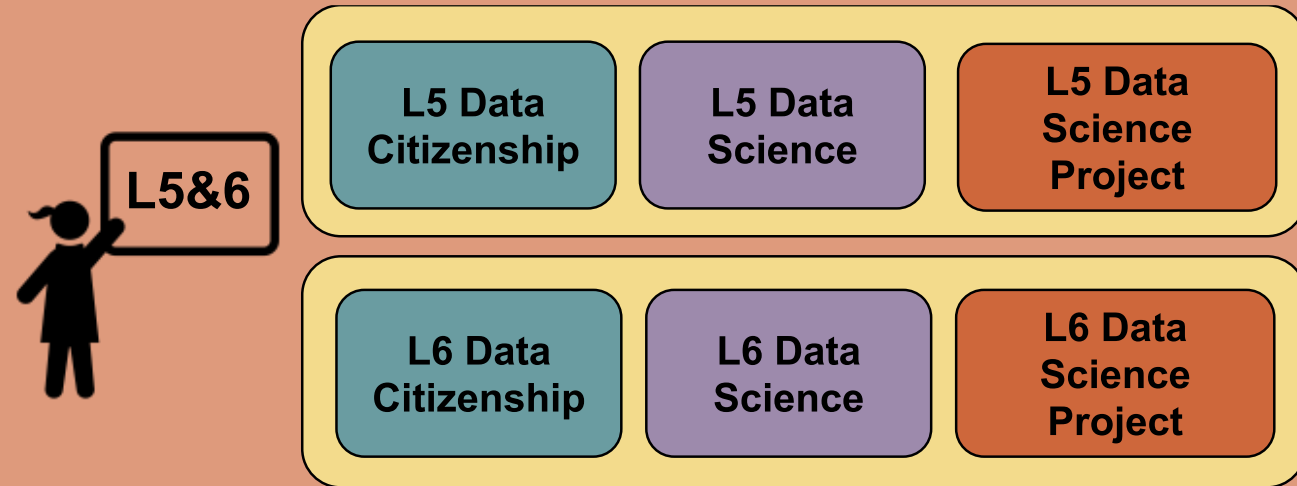 L5&6
L5 Data
Citizenship
L5 Data
Science
L5 Data
Science
Project
L6 Data
Citizenship
L6 Data
Science
L6 Data
Science
Project